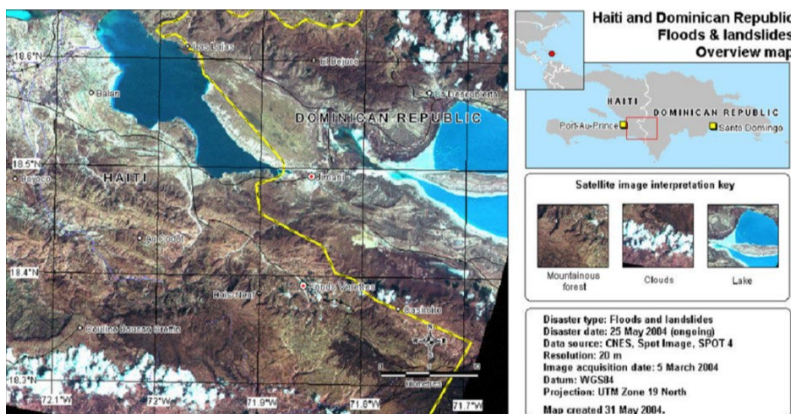 Haiti and Dominican Republic
Floods & landslides
Overview map
HAITI
DOMINICAN REPUBLIC
Port-Au-Prince
Santo Domingo
Satellite image interpretation key
Mountainous
forest
Clouds
Lake
Disaster type: Floods and landslides
Disaster date: 25 May 2004 (ongoing)
Data source: CNES, Spot Image, SPOT 4
Resolution: 20 m
Image acquisition date: 5 March 2004
Datum: WGS84
Projection: UTM Zone 19 North
Map created 31 May 2004.
18.6°N
El Dejuco
DOMINICAN REPUBLIC
18.5°N
HAITI
Jimani
18.4°N
Fonds Verettes
18.3°N
72.1°W
72°W
71.9°W
71.8°W
71.7°W